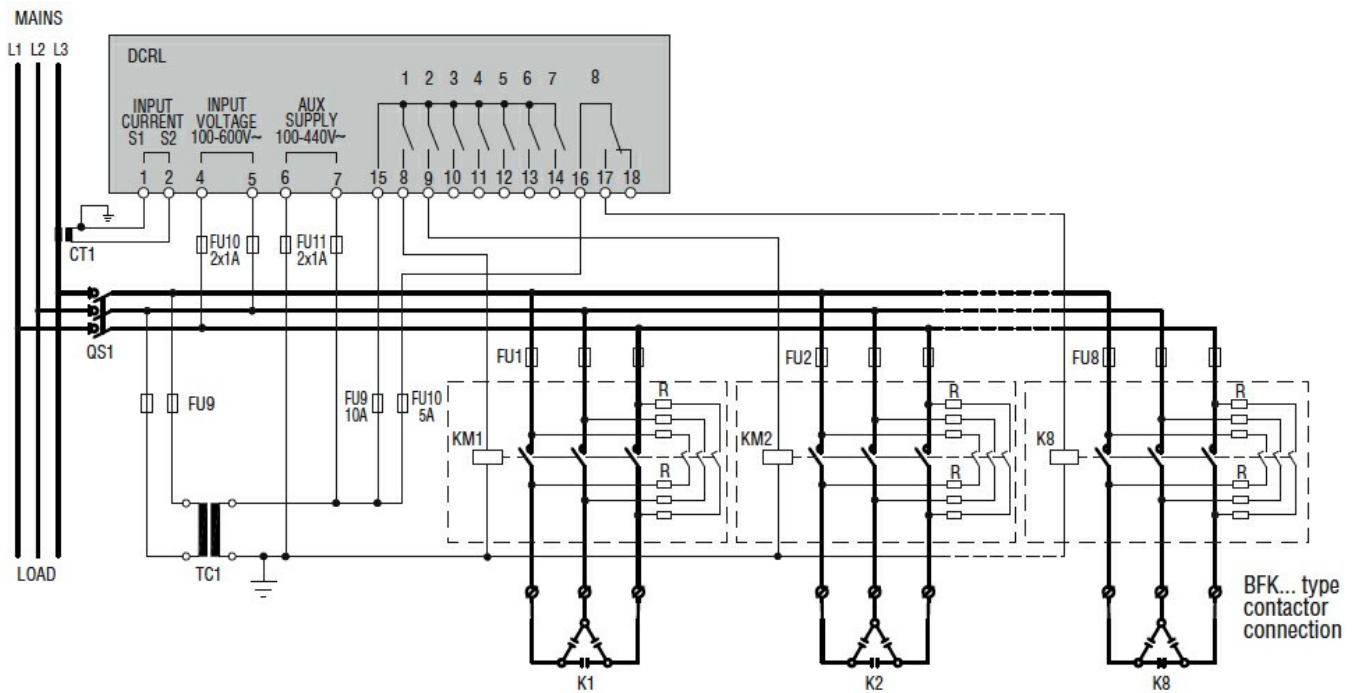 MAINS
L1 L2 L3
DCRL
1 2 3 4 5 6 7 8
INPUT CURRENT
S1 S2
INPUT VOLTAGE
100-600V~
AUX SUPPLY
100-440V~
1 2 4 5 6 7 15 8 9 10 11 12 13 14 16 17 18
CT1
FU10
2x1A
FU11
2x1A
QS1
FU1
FU2
FU8
FU9
FU9
10A
FU10
5A
R
R
R
KM1
KM2
K8
R
R
R
LOAD
TC1
BFK... type
contactor
connection
K1
K2
K8